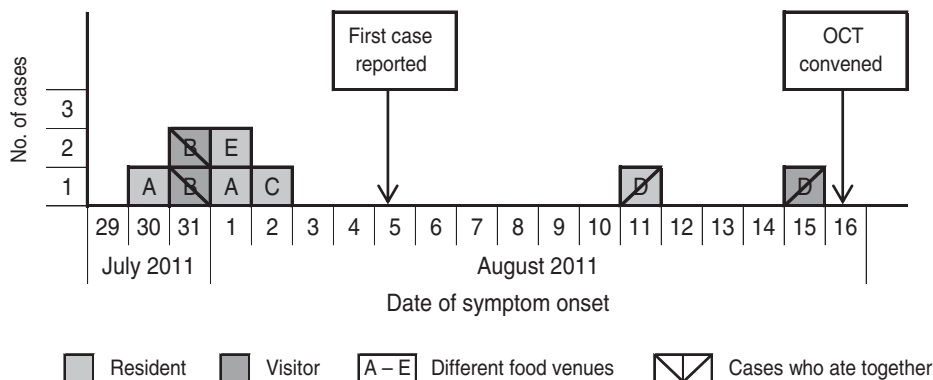 First case
reported
OCT
convened
No. of cases
3
2
1
B E
A B A C D D
29 30 31 1 2 3 4 5 6 7 8 9 10 11 12 13 14 15 16
July 2011 August 2011
Date of symptom onset
Resident Visitor A – E Different food venues Cases who ate together